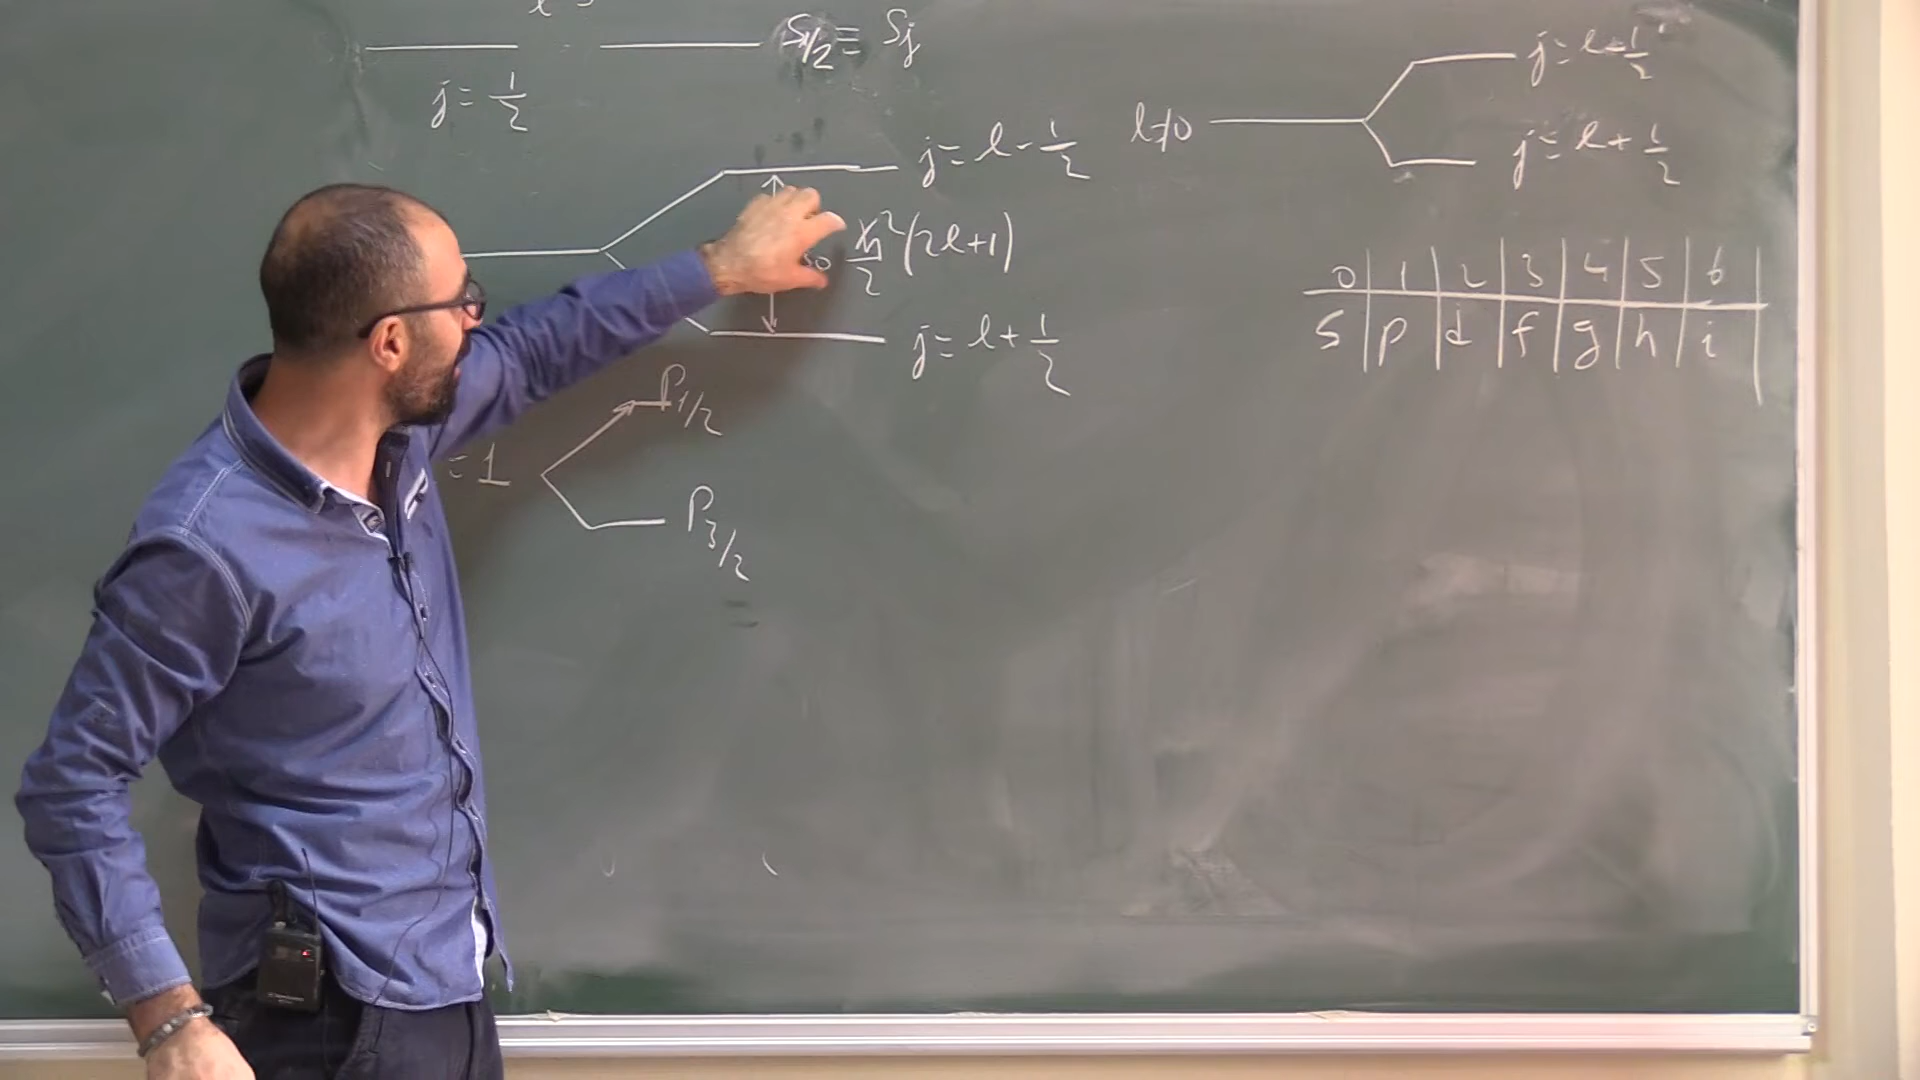 S1/2 ≡ Sj
j = 1/2
j = l - 1/2
ħ²/2 (2l+1)
j = l + 1/2
= 1
P1/2
P3/2
l≠0
j = l - 1/2
j = l + 1/2
0 | 1 | 2 | 3 | 4 | 5 | 6
s | p | d | f | g | h | i